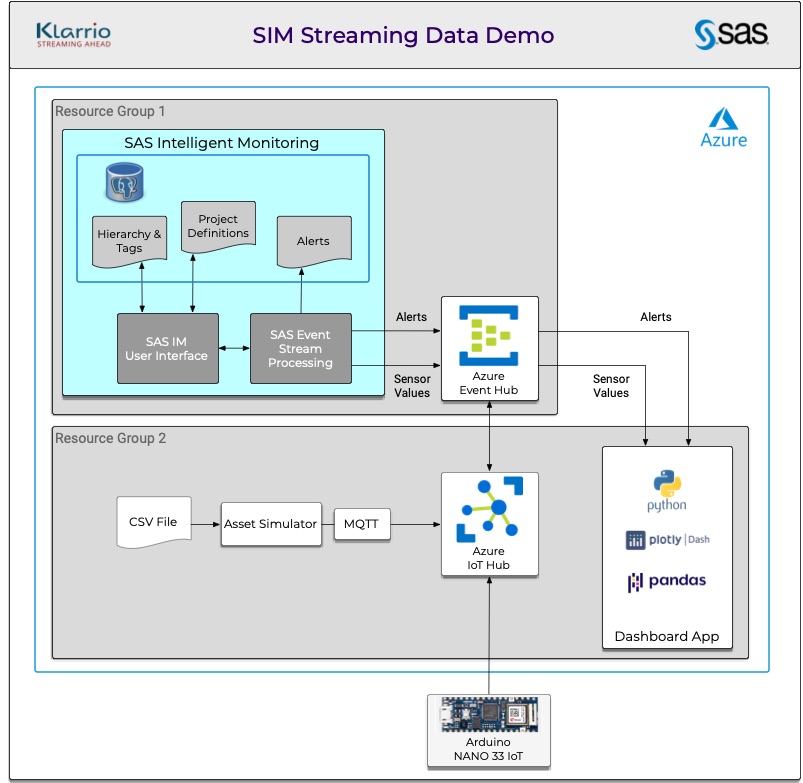 Klarrio
STREAMING AHEAD
SIM Streaming Data Demo
sas
Resource Group 1
Azure
SAS Intelligent Monitoring
Hierarchy &
Tags
Project
Definitions
Alerts
SAS IM
User Interface
SAS Event
Stream
Processing
Alerts
Sensor
Values
Azure
Event Hub
Alerts
Sensor
Values
Resource Group 2
CSV File
Asset Simulator
MQTT
Azure
IoT Hub
python
plotly | Dash
pandas
Dashboard App
Arduino
NANO 33 IoT